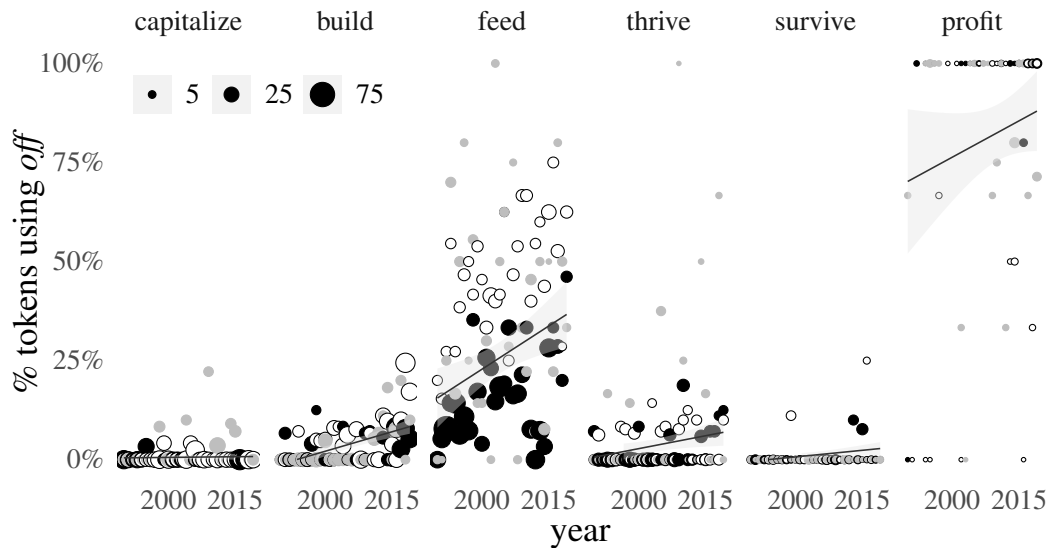 capitalize build feed thrive survive profit
100%
5 25 75
75%
50%
25%
0%
% tokens using off
2000 2015 2000 2015 2000 2015 2000 2015 2000 2015 2000 2015
year